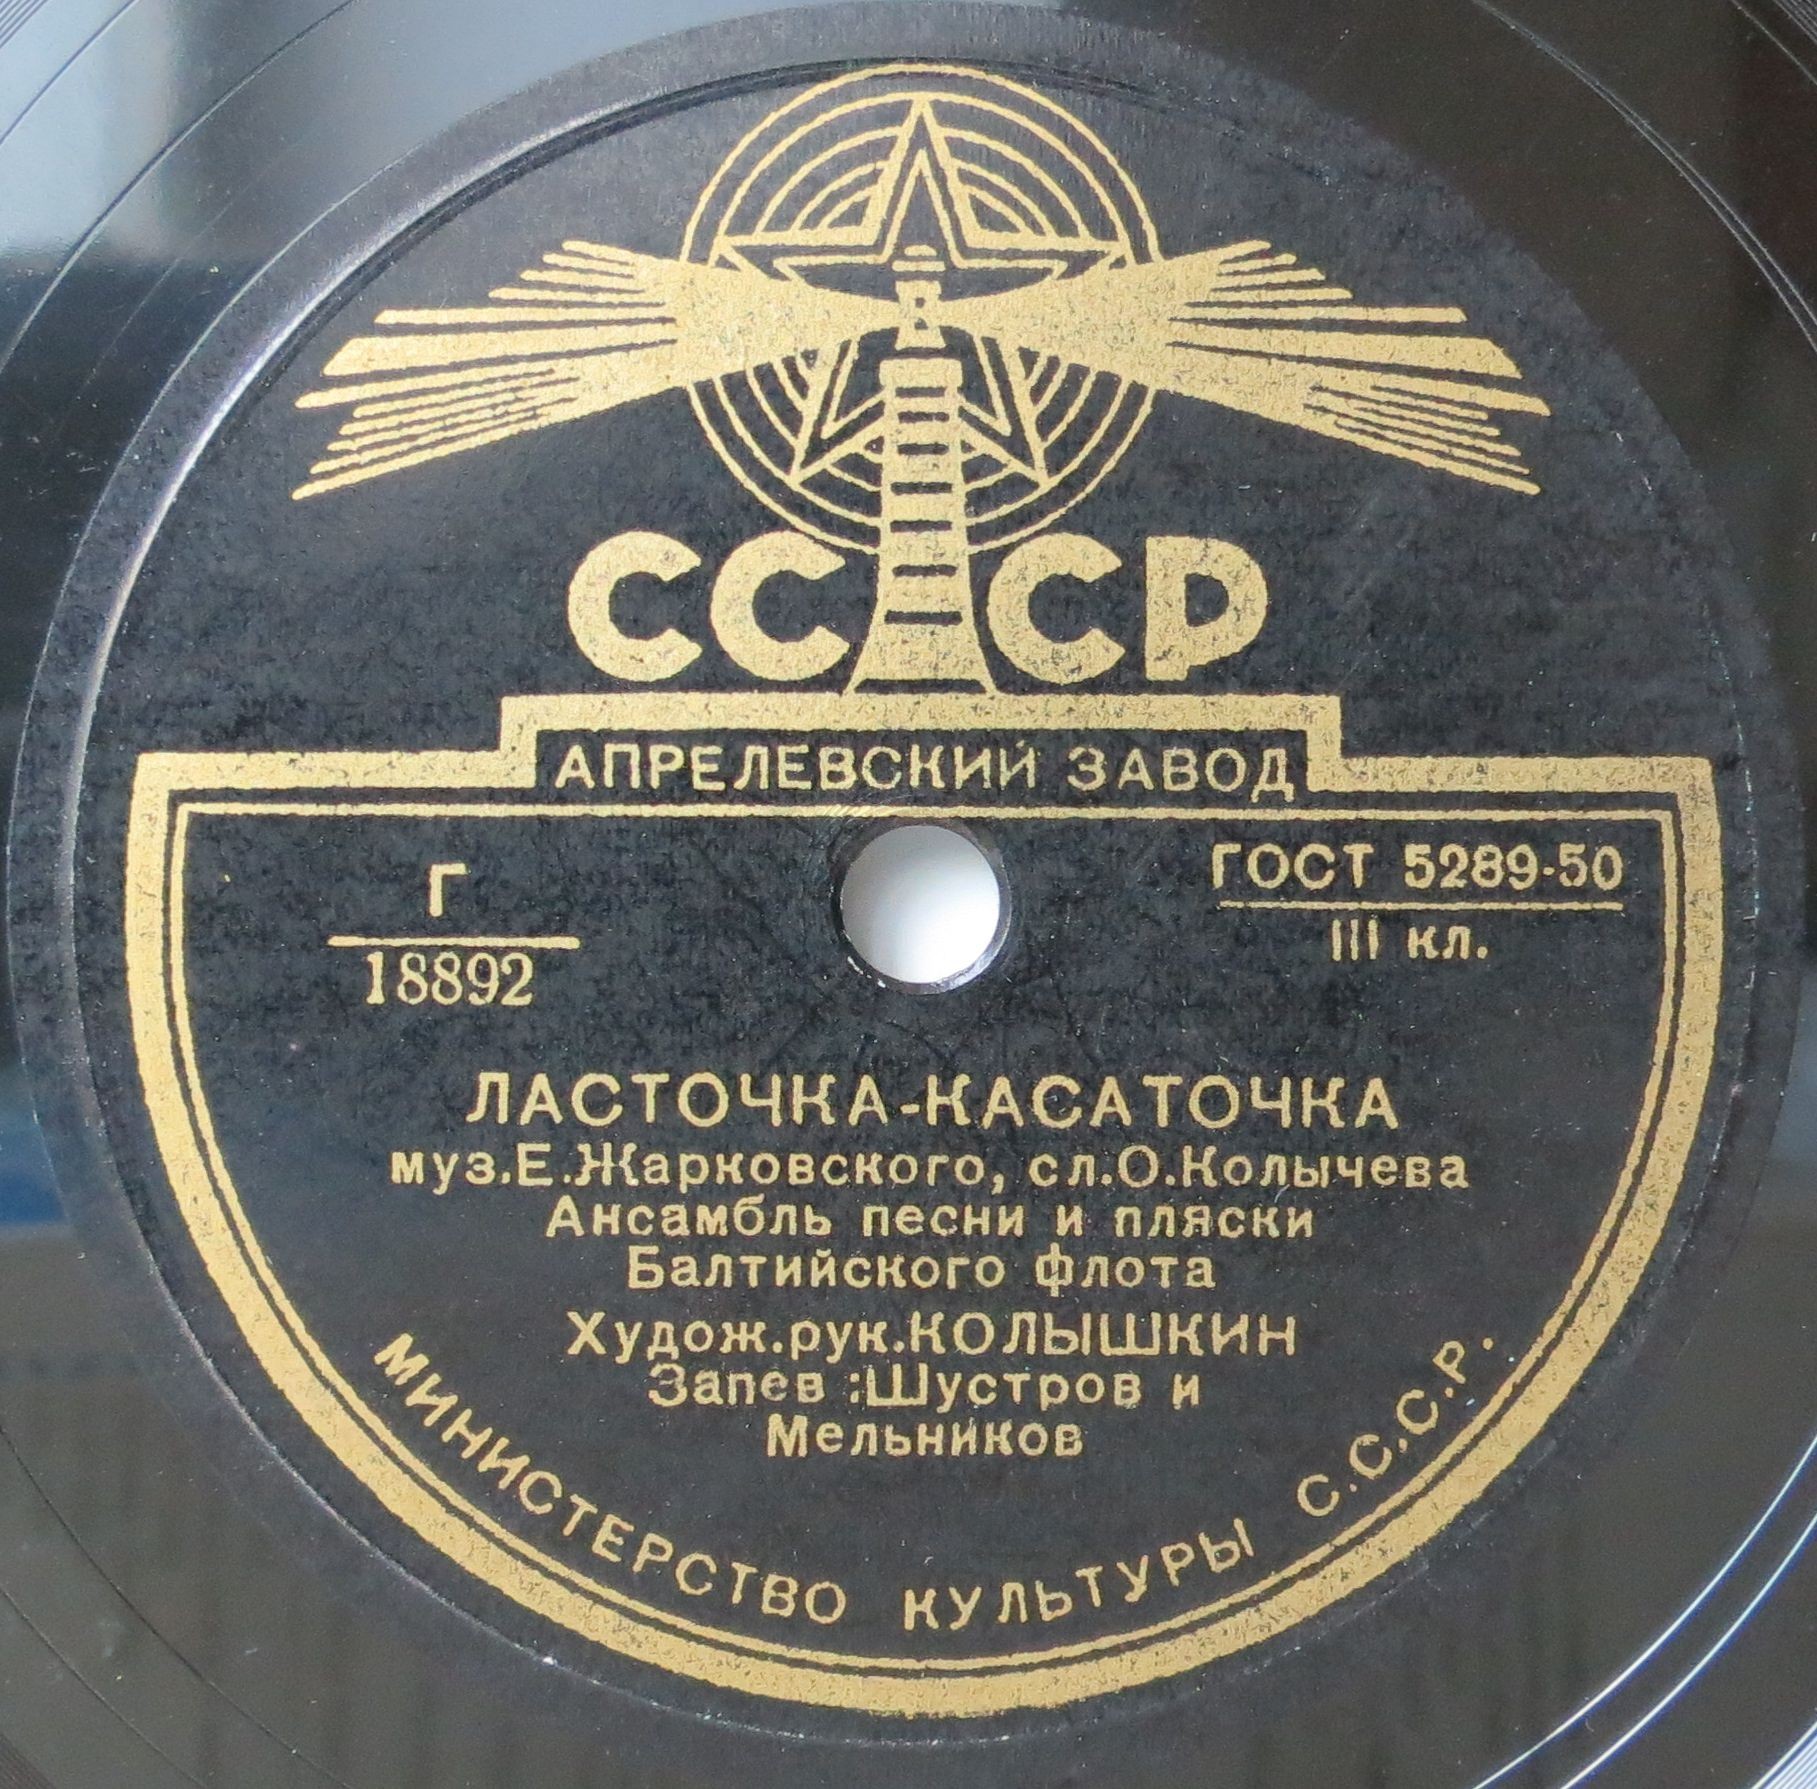 СССР
АПРЕЛЕВСКИЙ ЗАВОД
Г
18892
ГОСТ 5289-50
III кл.
ЛАСТОЧКА-КАСАТОЧКА
муз.Е.Жарковского, сл.О.Колычева
Ансамбль песни и пляски
Балтийского флота
Худож.рук.КОЛЫШКИН
Запев :Шустров и
Мельников
МИНИСТЕРСТВО КУЛЬТУРЫ С.С.С.Р.